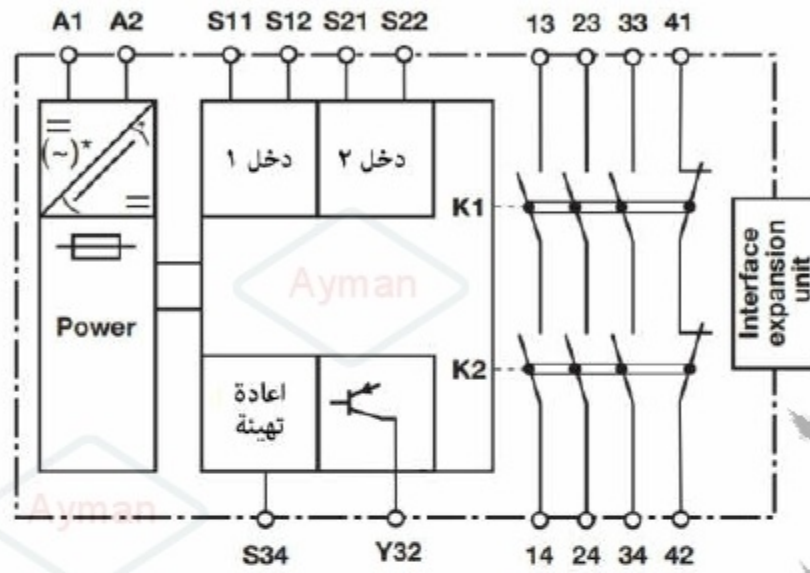 A1 A2 S11 S12 S21 S22 13 23 33 41
= (~)* * =
دخل ١ دخل ٢
K1
Ayman
Power
Interface
expansion
unit
K2
اعادة
تهيئة
Ayman
S34 Y32 14 24 34 42